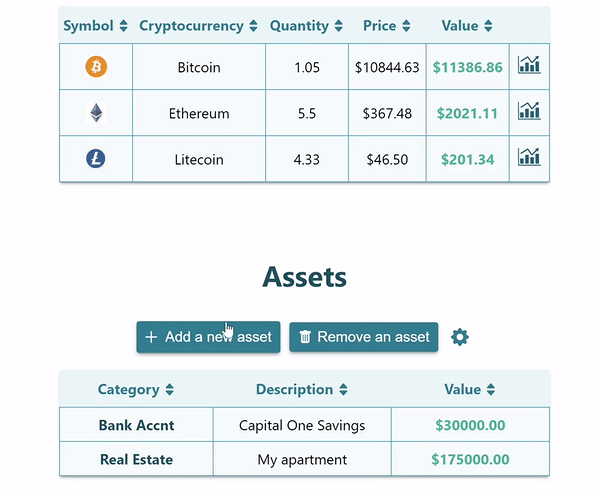 Symbol Cryptocurrency Quantity Price Value
Bitcoin 1.05 $10844.63 $11386.86
Ethereum 5.5 $367.48 $2021.11
Litecoin 4.33 $46.50 $201.34
Assets
+ Add a new asset Remove an asset
Category Description Value
Bank Accnt Capital One Savings $30000.00
Real Estate My apartment $175000.00